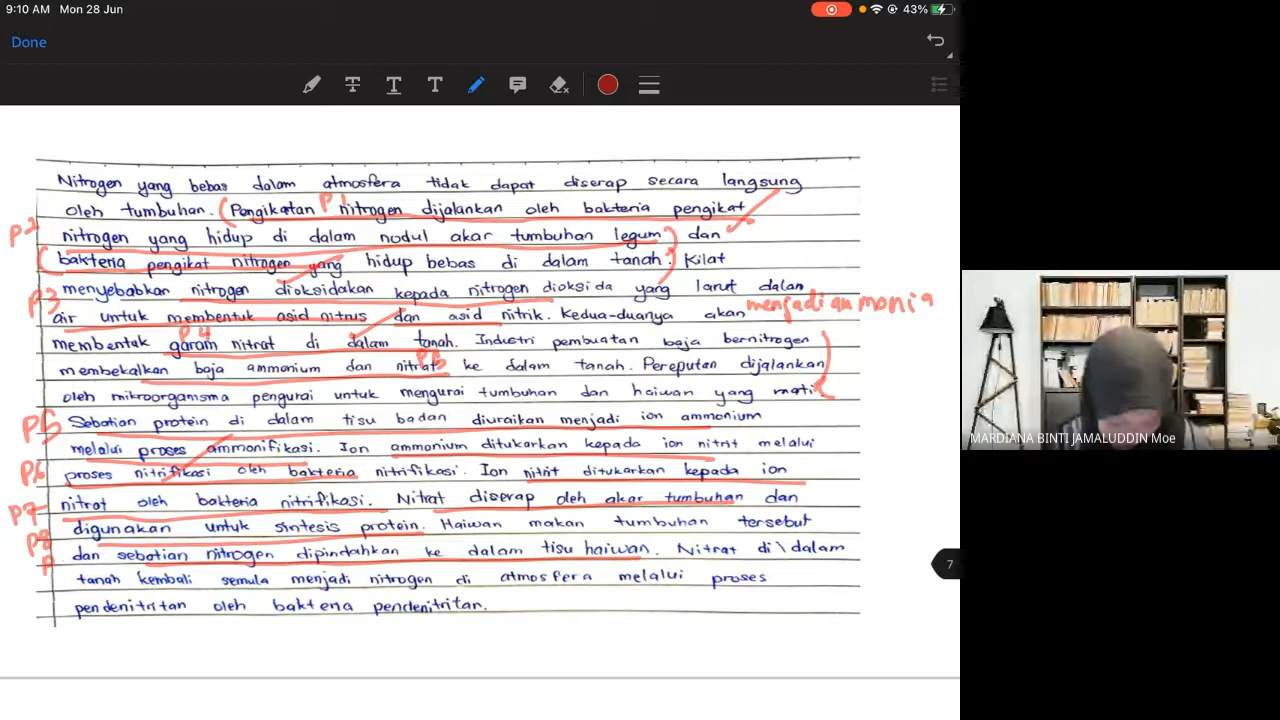 9:10 AM Mon 28 Jun
43%
Done
T T T
Nitrogen yang bebas dalam atmosfera tidak dapat diserap secara langsung
oleh tumbuhan. (Pengikatan nitrogen dijalankan oleh bakteria pengikat
P1
P2
nitrogen yang hidup di dalam nodul akar tumbuhan legum) dan
(bakteria pengikat nitrogen yang hidup bebas di dalam tanah.) Kilat
P3
menyebabkan nitrogen dioksidakan kepada nitrogen dioksida yang larut dalan
air untuk membentuk asid nitrus dan asid nitrik. Kedua-duanya akan
menjadi ammonia
P4
membentuk garam nitrat di dalam tanah. Industri pembuatan baja bernitrogen
P5
membekalkan baja ammonium dan nitrat ke dalam tanah. Pereputan dijalankan
oleh mikroorganisma pengurai untuk mengurai tumbuhan dan haiwan yang mati
P5
Sebatian protein di dalam tisu badan diuraikan menjadi ion ammonium
melalui proses ammonifikasi. Ion ammonium ditukarkan kepada ion nitrit melalui
P6
proses nitrifikasi oleh bakteria nitrifikasi. Ion nitrit ditukarkan kepada ion
P7
nitrat oleh bakteria nitrifikasi. Nitrat diserap oleh akar tumbuhan dan
digunakan untuk sintesis protein. Haiwan makan tumbuhan tersebut
P8
P
dan sebatian nitrogen dipindahkan ke dalam tisu haiwan. Nitrat di dalam
tanah kembali semula menjadi nitrogen di atmosfera melalui proses
pendenitritan oleh bakteria pendenitritan.
7
MARDIANA BINTI JAMALUDDIN Moe